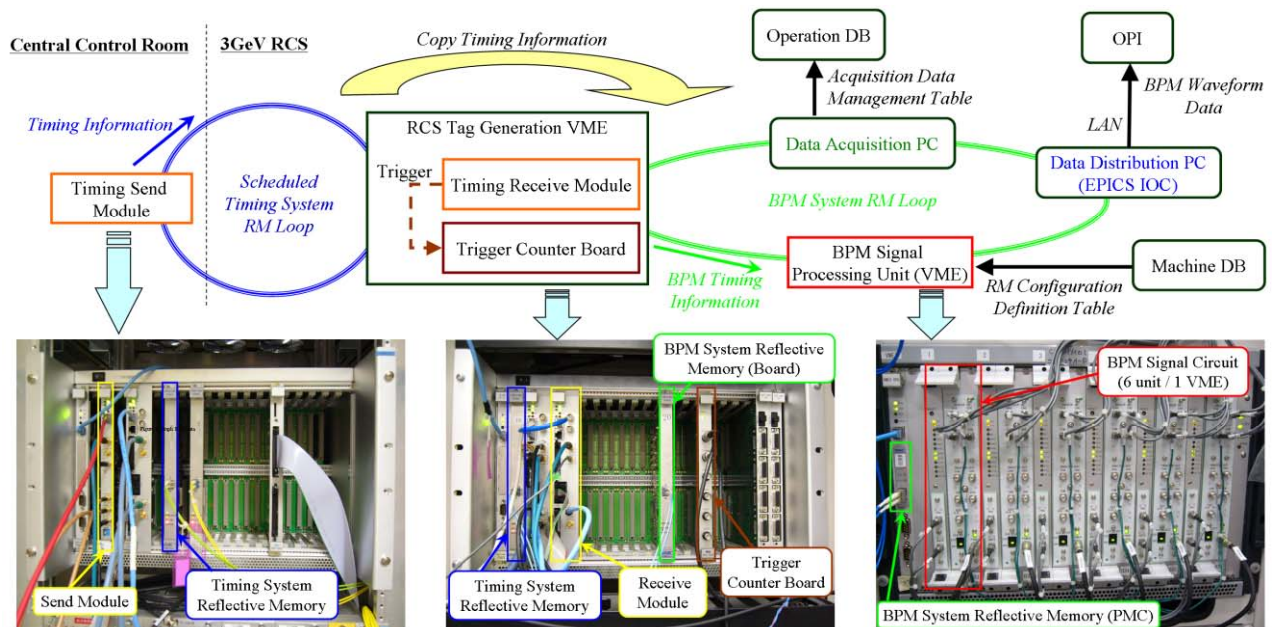 Central Control Room
3GeV RCS
Copy Timing Information
Operation DB
OPI
Timing Information
Acquisition Data
Management Table
BPM Waveform
Data
LAN
RCS Tag Generation VME
Data Acquisition PC
Data Distribution PC
(EPICS IOC)
Trigger
Timing Receive Module
Timing Send
Module
Scheduled
Timing System
RM Loop
BPM System RM Loop
Trigger Counter Board
BPM Signal
Processing Unit (VME)
Machine DB
BPM Timing
Information
RM Configuration
Definition Table
BPM System Reflective
Memory (Board)
BPM Signal Circuit
(6 unit / 1 VME)
1
2
3
Send Module
Timing System
Reflective Memory
Timing System
Reflective Memory
Receive
Module
Trigger
Counter Board
BPM System Reflective Memory (PMC)